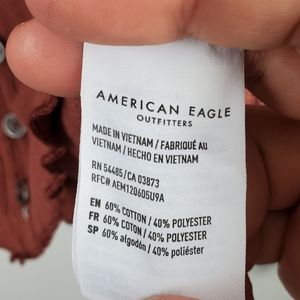 AMERICAN EAGLE
OUTFITTERS
MADE IN VIETNAM / FABRIQUÉ AU
VIETNAM / HECHO EN VIETNAM
RN 54485 / CA 03873
RFC# AEM120605U9A
EN 60% COTTON / 40% POLYESTER
FR 60% COTON / 40% POLYESTER
SP 60% algodón / 40% poliéster